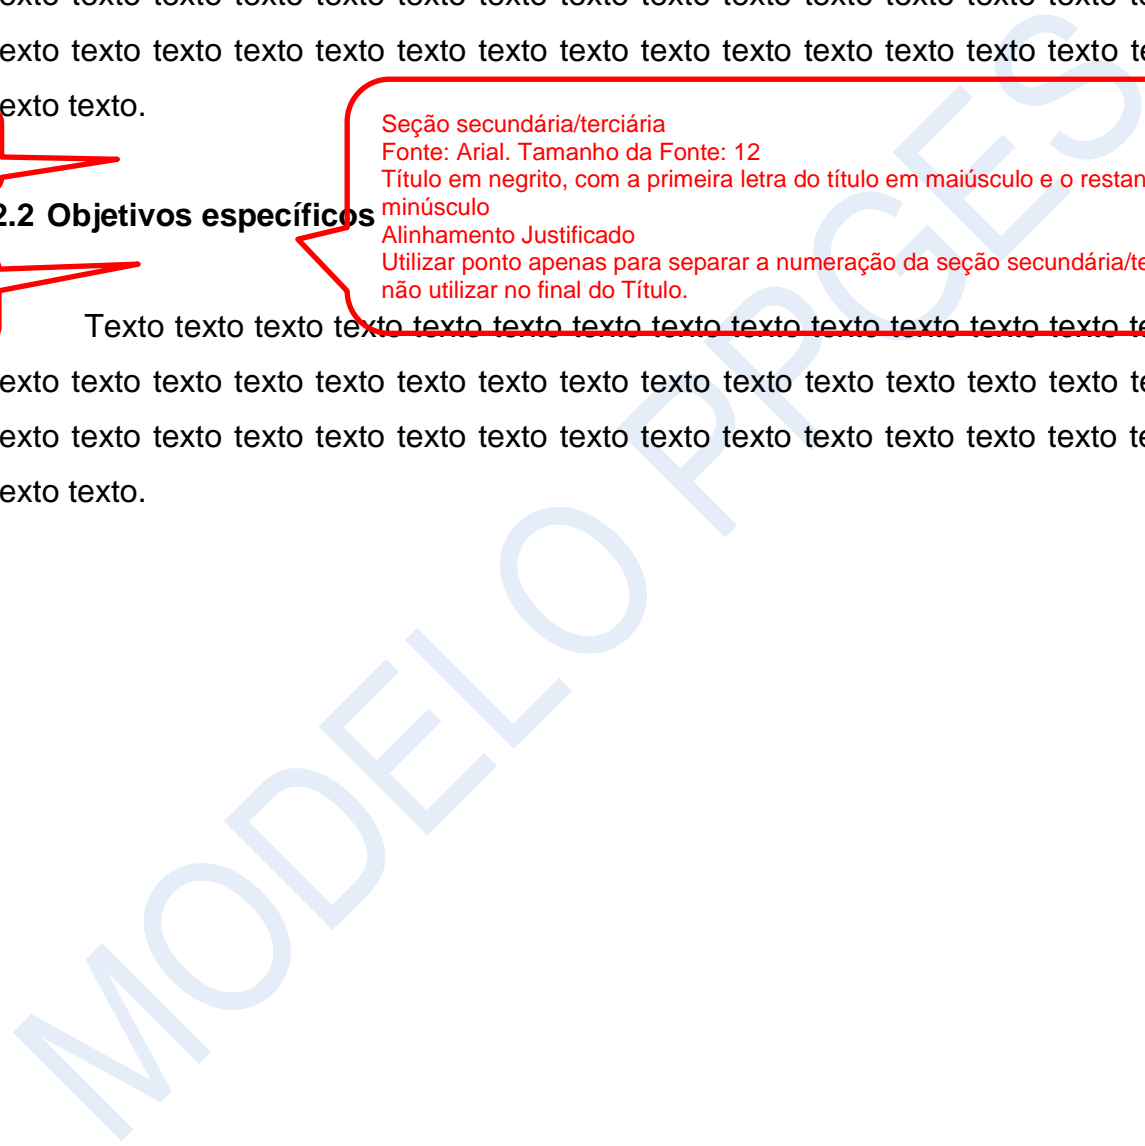 exto texto texto texto texto texto texto texto texto texto texto texto texto texto te
exto texto texto texto texto texto texto texto texto texto texto texto texto texto te
exto texto.
Seção secundária/terciária
Fonte: Arial. Tamanho da Fonte: 12
Título em negrito, com a primeira letra do título em maiúsculo e o restan
minúsculo
Alinhamento Justificado
Utilizar ponto apenas para separar a numeração da seção secundária/te
não utilizar no final do Título.
2.2 Objetivos específicos
Texto texto texto texto texto texto texto texto texto texto texto texto texto te
exto texto texto texto texto texto texto texto texto texto texto texto texto texto te
exto texto texto texto texto texto texto texto texto texto texto texto texto texto te
exto texto.
MODELO PPGES